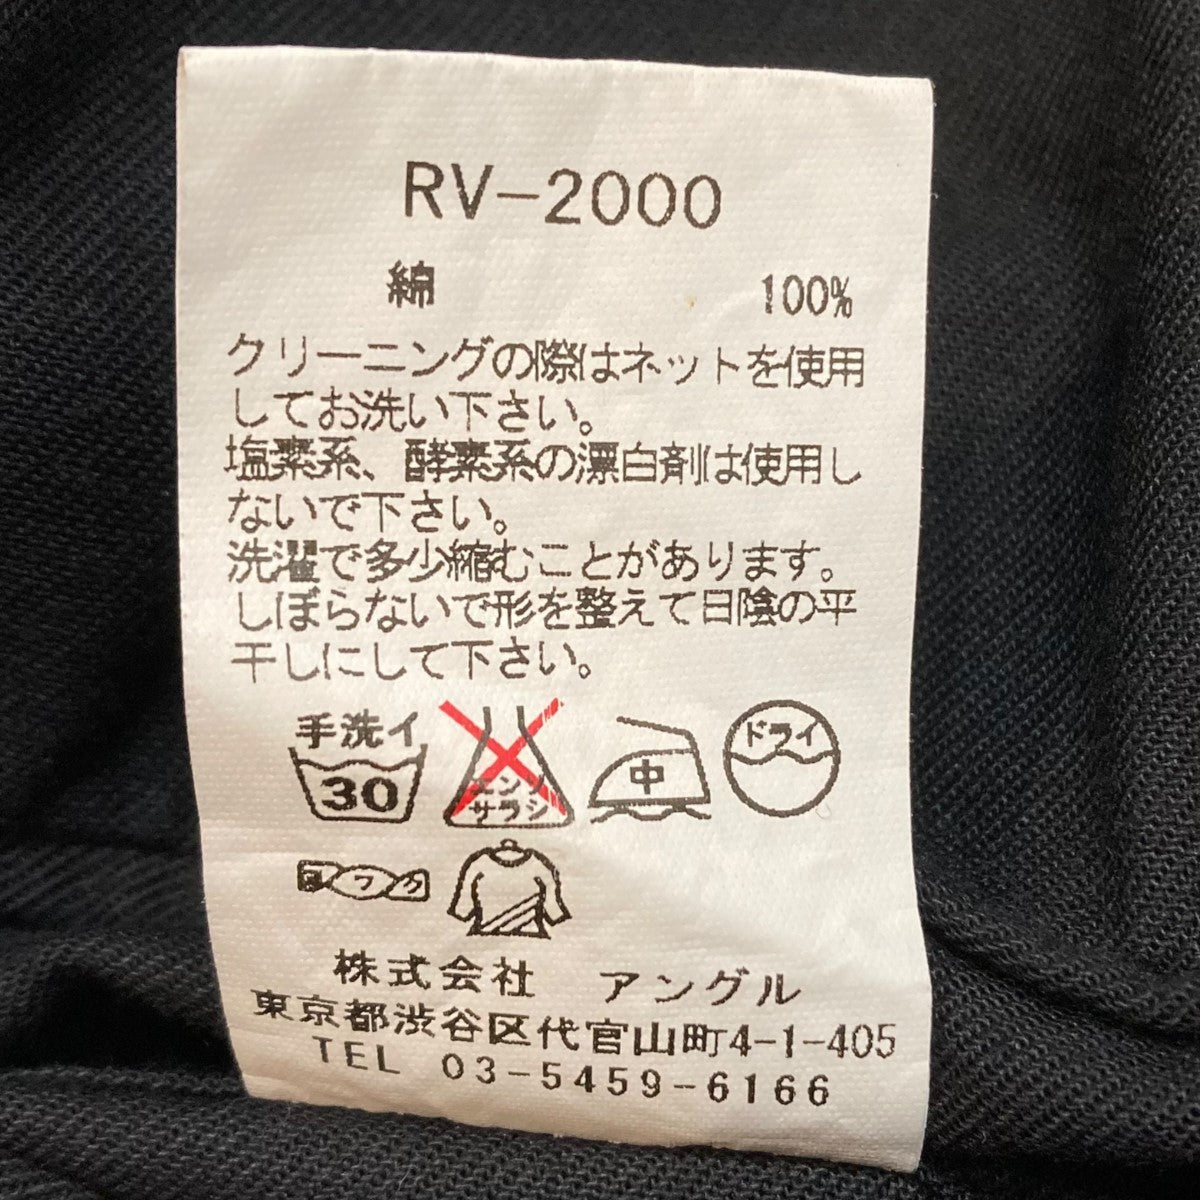 RV-2000
綿 100%
クリーニングの際はネットを使用
してお洗い下さい。
塩素系、酵素系の漂白剤は使用し
ないで下さい。
洗濯で多少縮むことがあります。
しぼらないで形を整えて日陰の平
干しにして下さい。
手洗イ
30
エンソ
サラシ
中
ドライ
ヨワク
株式会社 アングル
東京都渋谷区代官山町4-1-405
TEL 03-5459-6166